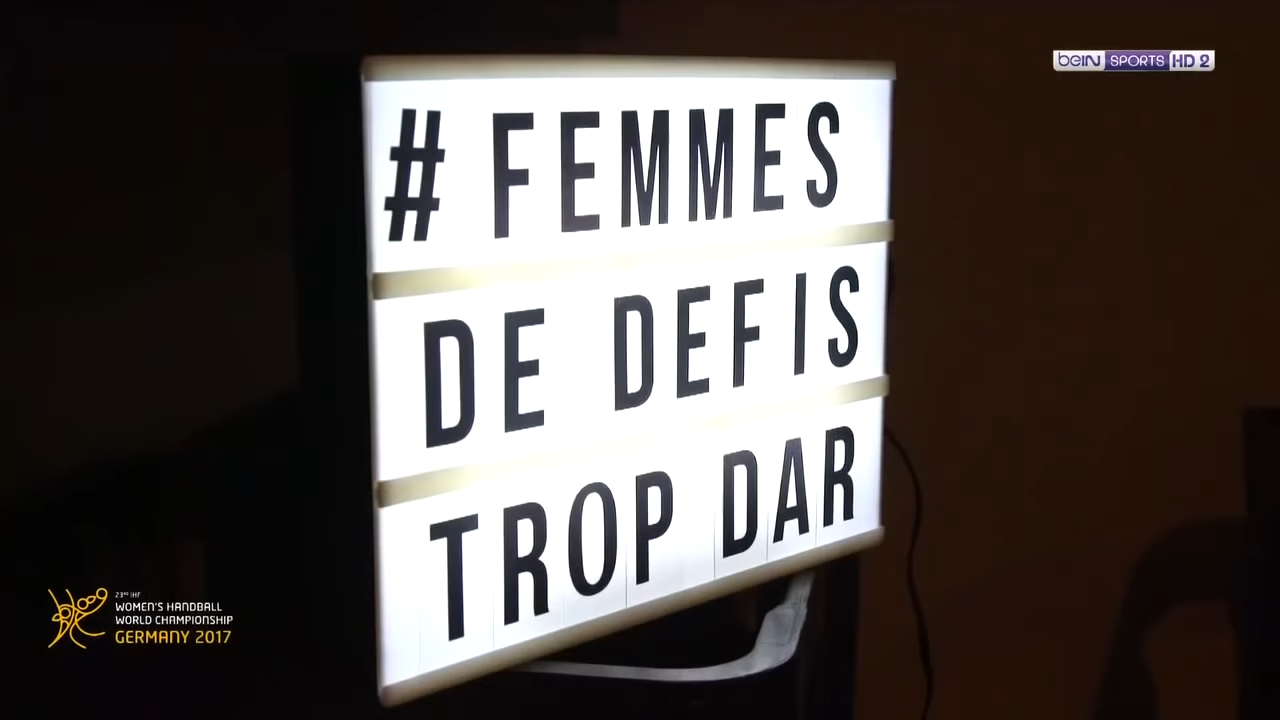 beIN SPORTS HD 2
# FEMMES
DE DEFIS
TROP DAR
23RD IHF
WOMEN'S HANDBALL
WORLD CHAMPIONSHIP
GERMANY 2017